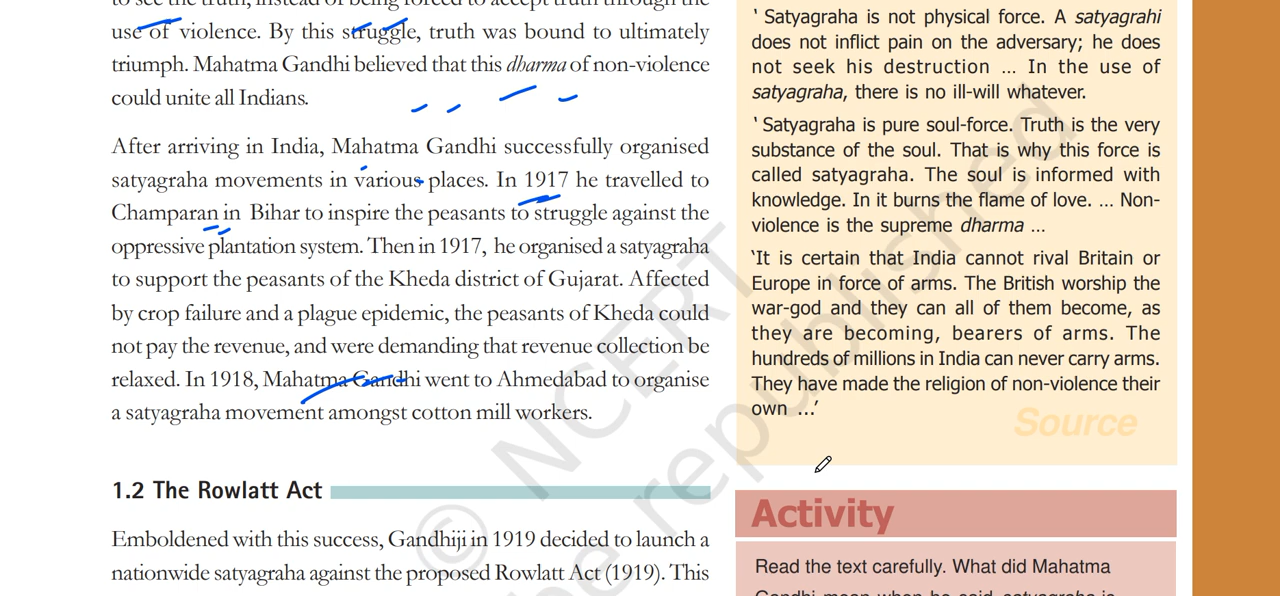 to see the truth, instead of being forced to accept truth through the
use of violence. By this struggle, truth was bound to ultimately
triumph. Mahatma Gandhi believed that this dharma of non-violence
could unite all Indians.
After arriving in India, Mahatma Gandhi successfully organised
satyagraha movements in various places. In 1917 he travelled to
Champaran in Bihar to inspire the peasants to struggle against the
oppressive plantation system. Then in 1917, he organised a satyagraha
to support the peasants of the Kheda district of Gujarat. Affected
by crop failure and a plague epidemic, the peasants of Kheda could
not pay the revenue, and were demanding that revenue collection be
relaxed. In 1918, Mahatma Gandhi went to Ahmedabad to organise
a satyagraha movement amongst cotton mill workers.
1.2 The Rowlatt Act
Emboldened with this success, Gandhiji in 1919 decided to launch a
nationwide satyagraha against the proposed Rowlatt Act (1919). This
' Satyagraha is not physical force. A satyagrahi
does not inflict pain on the adversary; he does
not seek his destruction … In the use of
satyagraha, there is no ill-will whatever.
' Satyagraha is pure soul-force. Truth is the very
substance of the soul. That is why this force is
called satyagraha. The soul is informed with
knowledge. In it burns the flame of love. … Non-
violence is the supreme dharma …
'It is certain that India cannot rival Britain or
Europe in force of arms. The British worship the
war-god and they can all of them become, as
they are becoming, bearers of arms. The
hundreds of millions in India can never carry arms.
They have made the religion of non-violence their
own …'
Source
Activity
Read the text carefully. What did Mahatma
Gandhi mean when he said satyagraha is
© NCERT
be republished